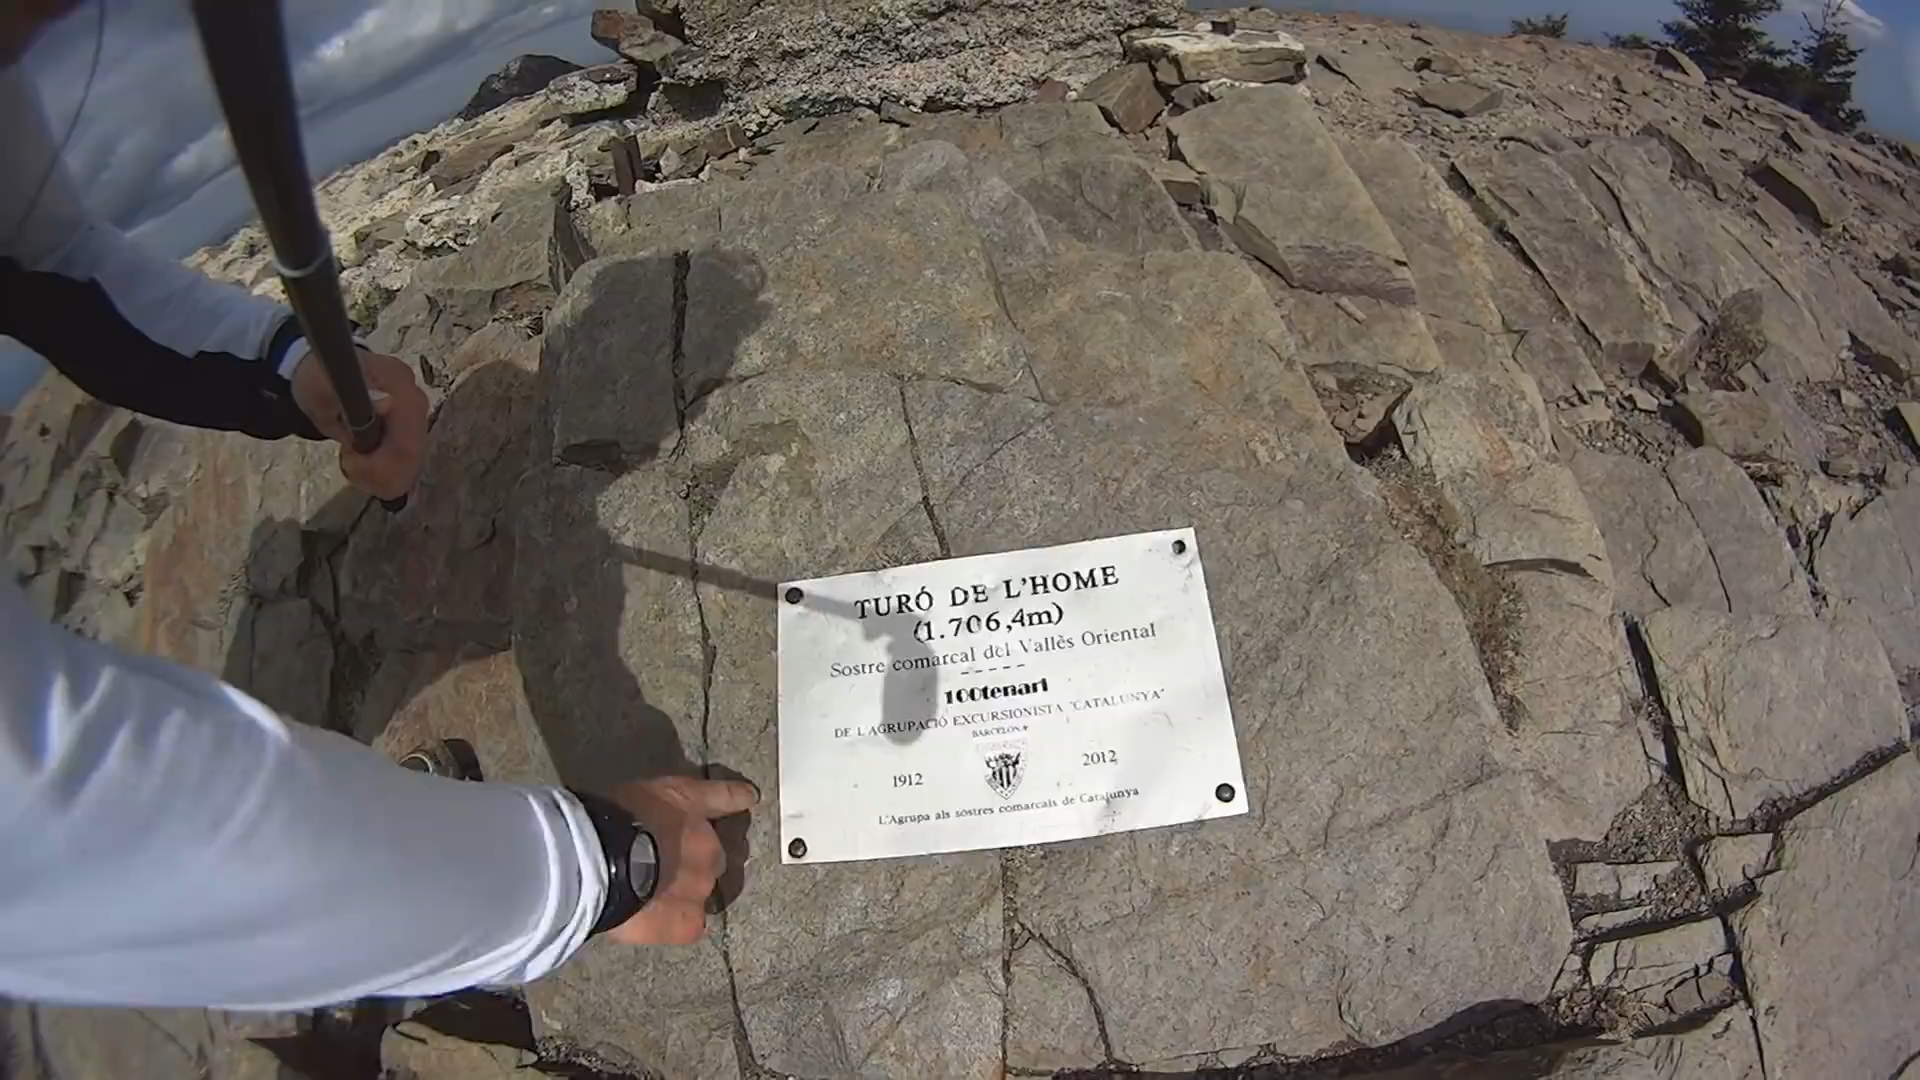 TURÓ DE L'HOME
(1.706,4m)
Sostre comarcal del Vallès Oriental
-----
100tenari
DE L'AGRUPACIÓ EXCURSIONISTA "CATALUNYA"
BARCELONA
1912 2012
L'Agrupa als sostres comarcals de Catalunya